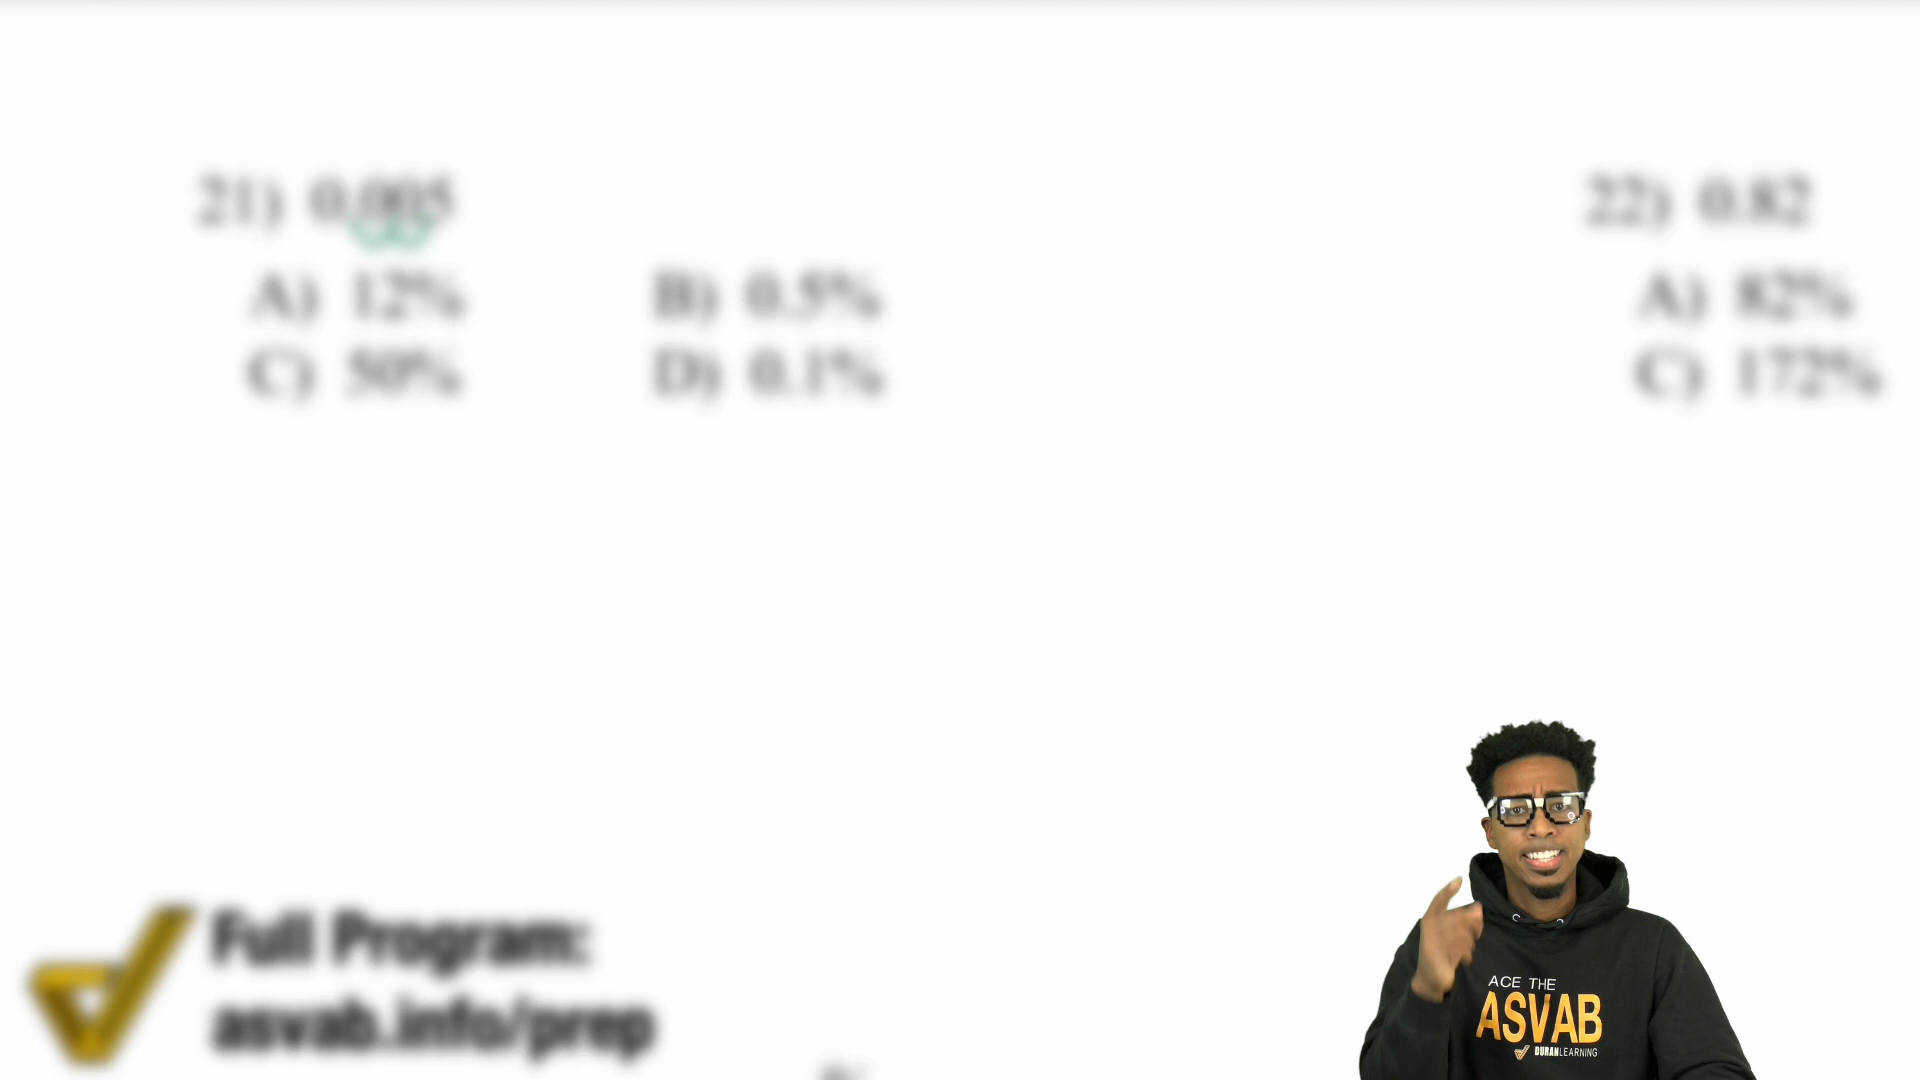 21) 0.005
A) 12% B) 0.5%
C) 50% D) 0.1%
22) 0.82
A) 82%
C) 172%
Full Program:
asvab.info/prep
ACE THE
ASVAB
DURANLEARNING